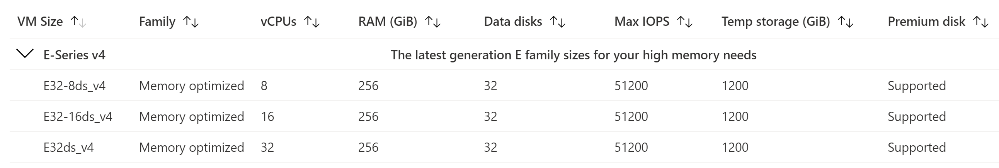 VM Size ↑↓ Family ↑↓ vCPUs ↑↓ RAM (GiB) ↑↓ Data disks ↑↓ Max IOPS ↑↓ Temp storage (GiB) ↑↓ Premium disk ↑↓
E-Series v4 The latest generation E family sizes for your high memory needs
E32-8ds_v4 Memory optimized 8 256 32 51200 1200 Supported
E32-16ds_v4 Memory optimized 16 256 32 51200 1200 Supported
E32ds_v4 Memory optimized 32 256 32 51200 1200 Supported